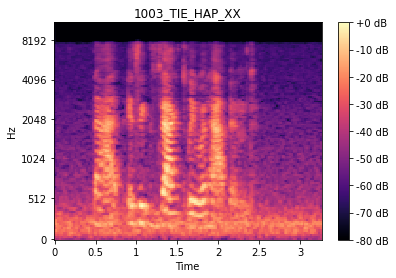 1003_TIE_HAP_XX
8192
4096
2048
1024
512
0
Hz
0 0.5 1 1.5 2 2.5 3
Time
+0 dB
-10 dB
-20 dB
-30 dB
-40 dB
-50 dB
-60 dB
-70 dB
-80 dB